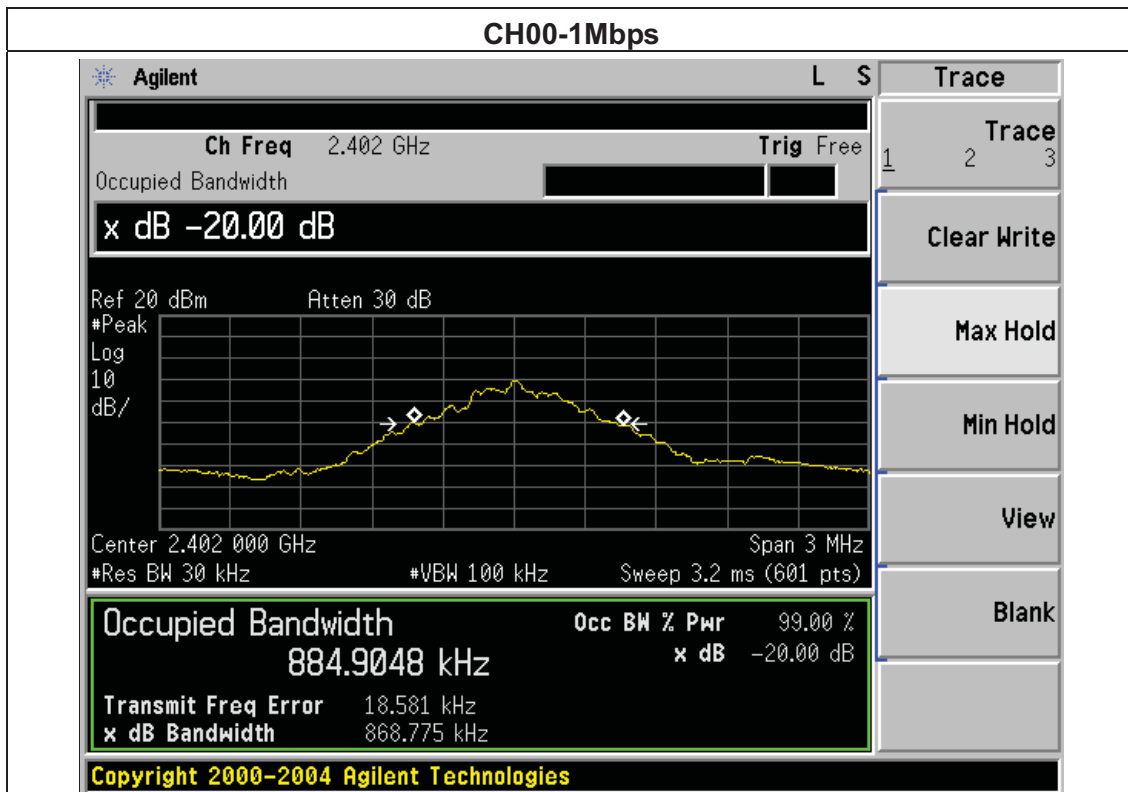 CH00-1Mbps
Agilent L S Trace
Ch Freq 2.402 GHz Trig Free
Occupied Bandwidth
Trace
1 2 3
x dB -20.00 dB
Clear Write
Ref 20 dBm Atten 30 dB
#Peak
Log
10
dB/
Max Hold
Min Hold
View
Center 2.402 000 GHz Span 3 MHz
#Res BW 30 kHz #VBW 100 kHz Sweep 3.2 ms (601 pts)
Blank
Occupied Bandwidth Occ BW % Pwr 99.00 %
884.9048 kHz x dB -20.00 dB
Transmit Freq Error 18.581 kHz
x dB Bandwidth 868.775 kHz
Copyright 2000-2004 Agilent Technologies